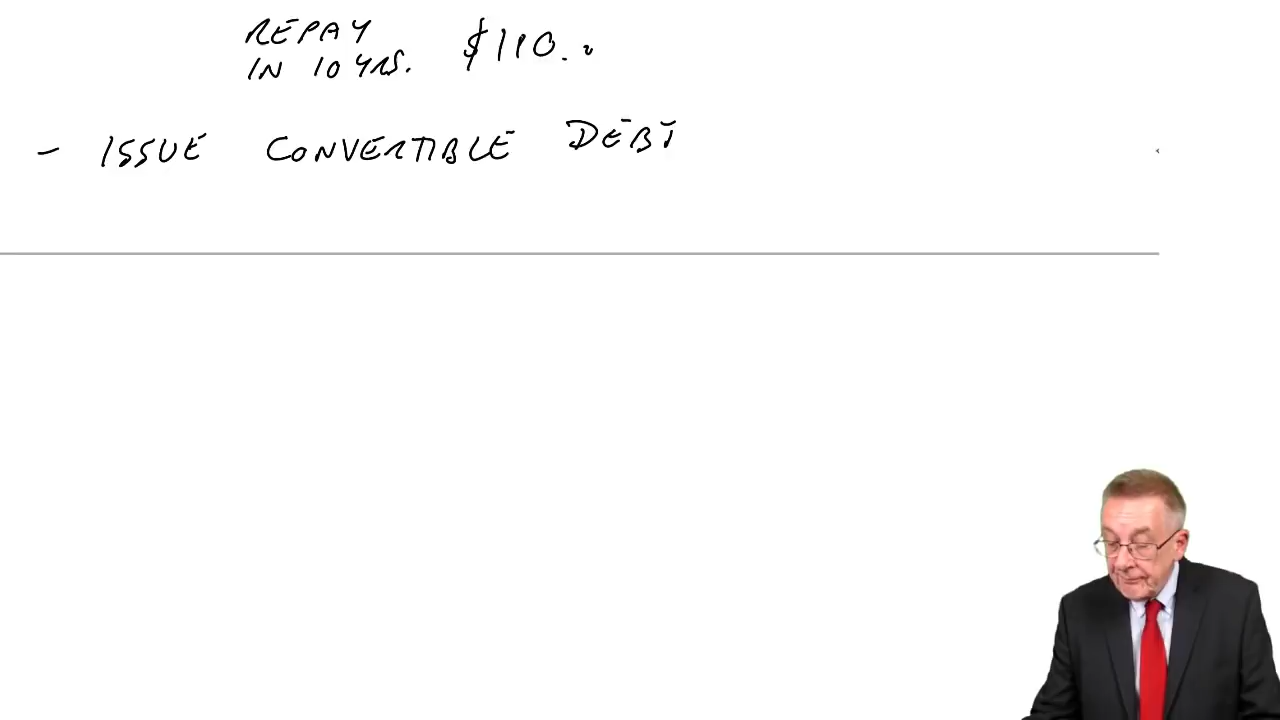 REPAY
IN 10 YRS. $110.
- ISSUE CONVERTIBLE DEBT